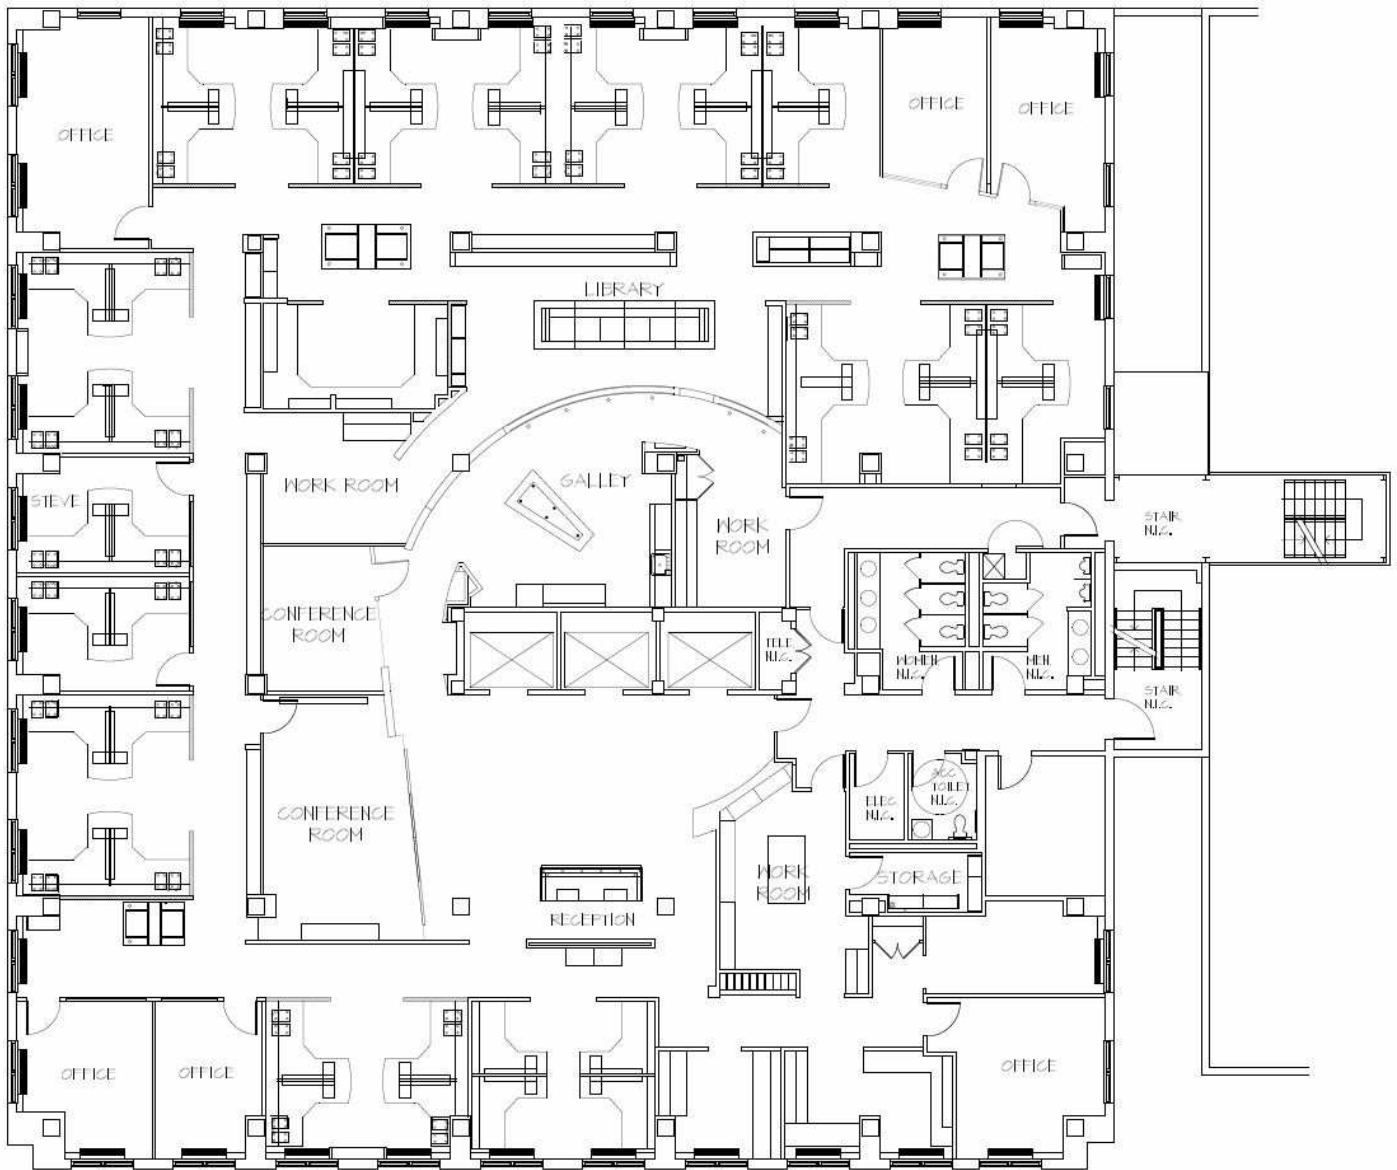 OFFICE
OFFICE
OFFICE
LIBRARY
WORK ROOM
GALLEY
STEVE
WORK
ROOM
STAIR
N.I.C.
CONFERENCE
ROOM
TELE
N.I.C.
WOMEN
N.I.C.
MEN
N.I.C.
STAIR
N.I.C.
CONFERENCE
ROOM
ELEC
N.I.C.
ACC
TOILET
N.I.C.
WORK
ROOM
STORAGE
RECEPTION
OFFICE
OFFICE
OFFICE